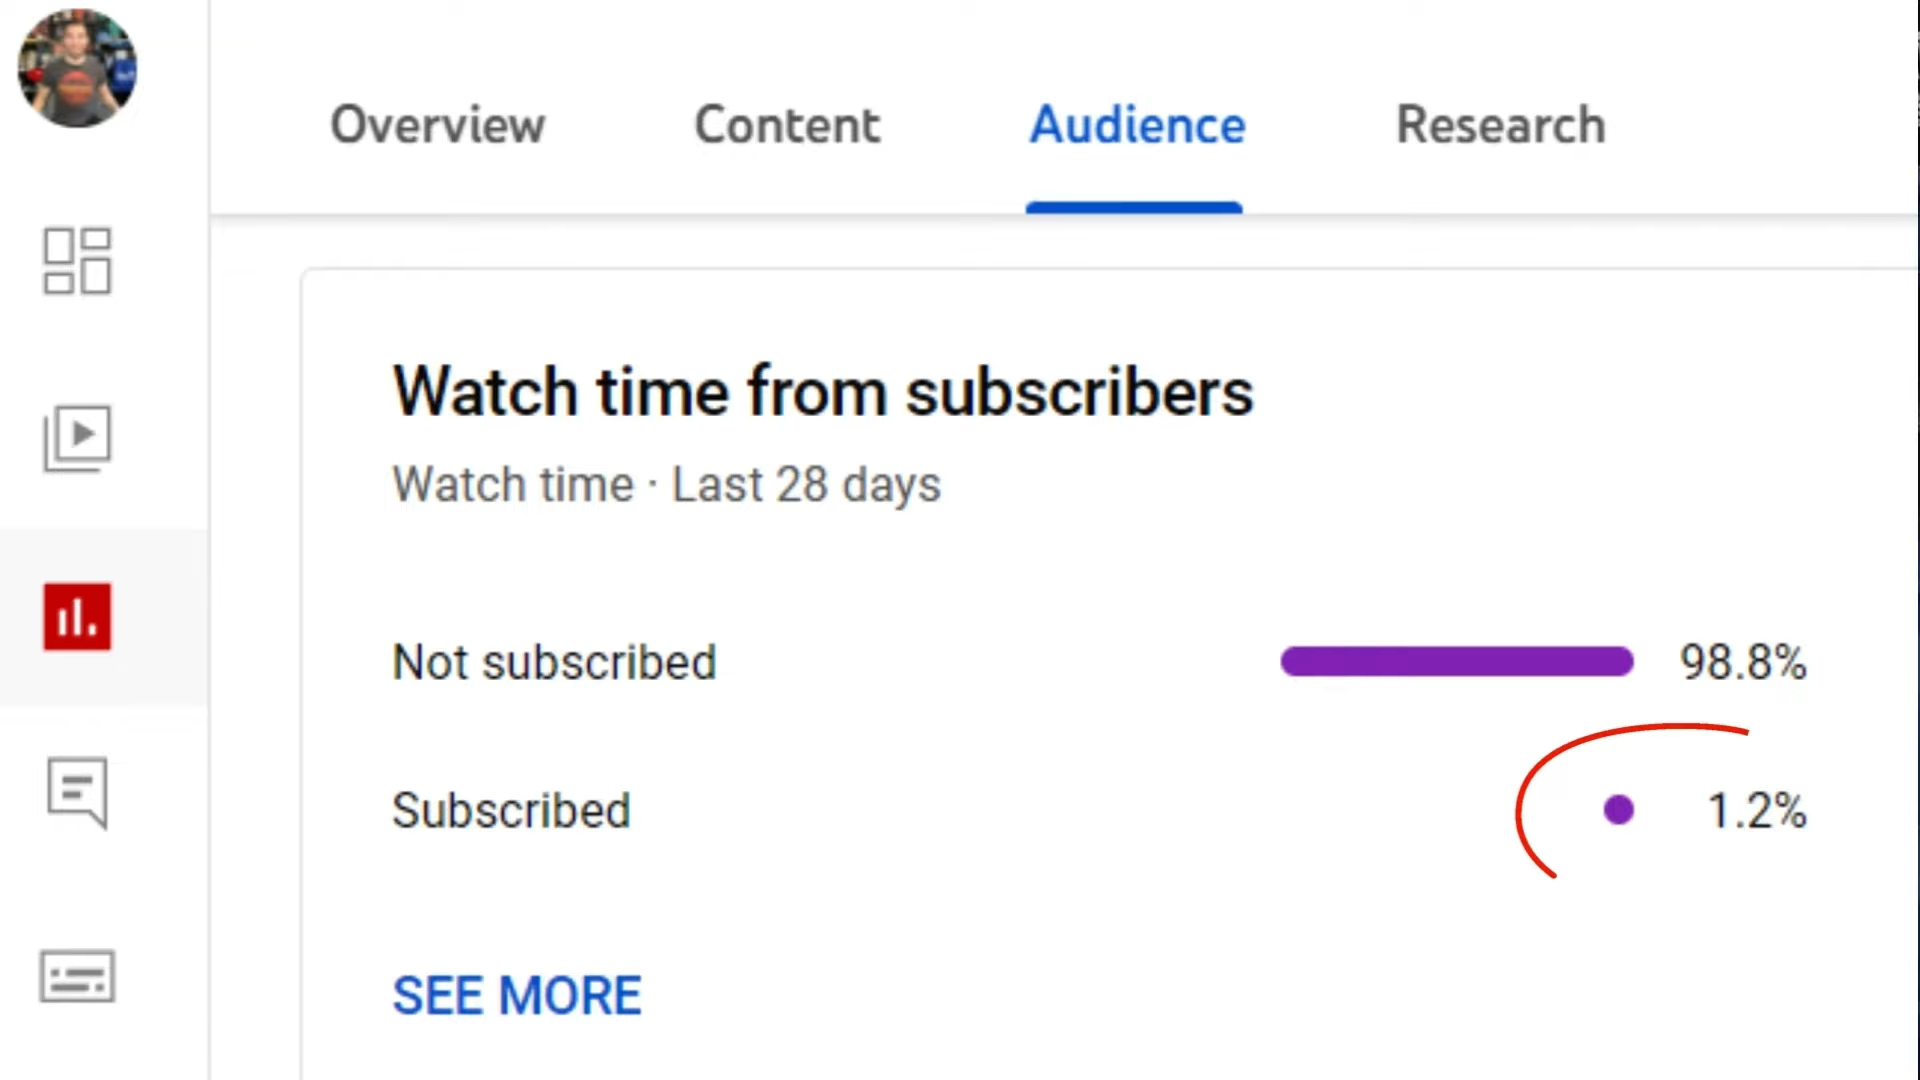 Overview Content Audience Research
Watch time from subscribers
Watch time · Last 28 days
Not subscribed 98.8%
Subscribed 1.2%
SEE MORE